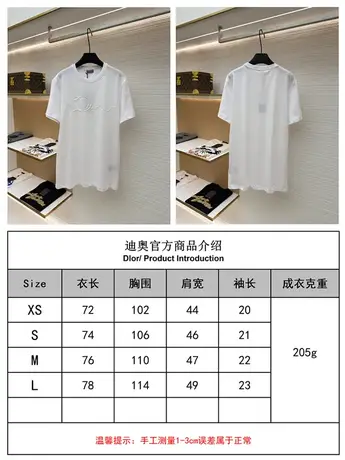 迪奥官方商品介绍
Dior/ Product Introduction
Size 衣长 胸围 肩宽 袖长 成衣克重
XS 72 102 44 20
S 74 106 46 21
M 76 110 47 22
L 78 114 49 23
205g
温馨提示: 手工测量1-3cm误差属于正常